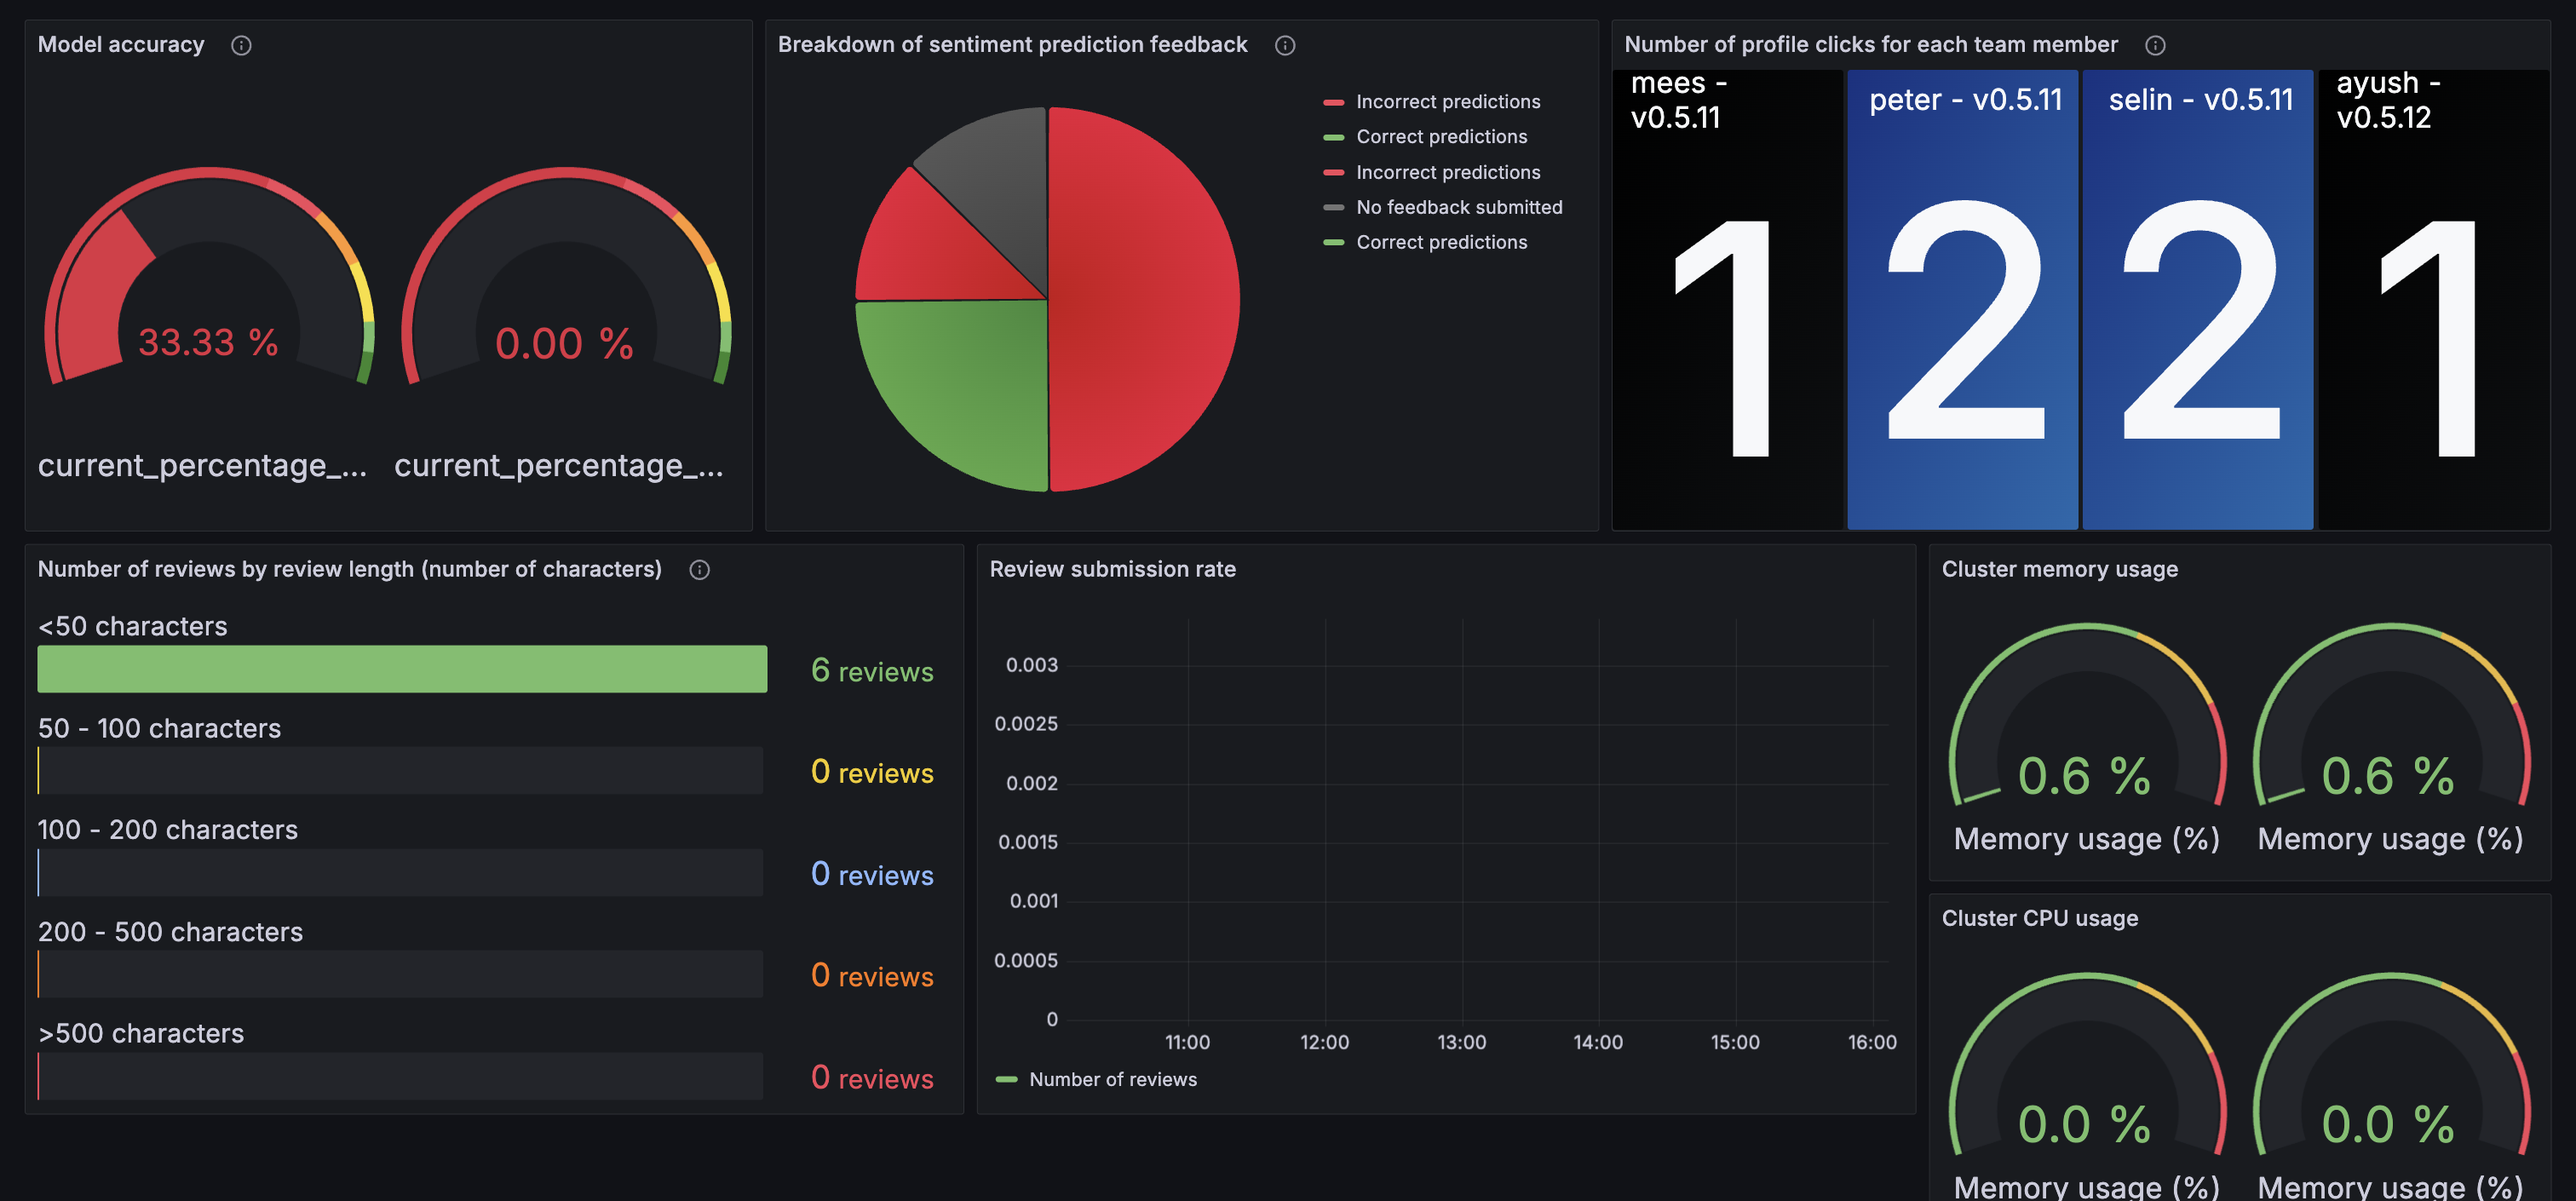 Model accuracy
33.33 %
0.00 %
current_percentage_...
current_percentage_...
Breakdown of sentiment prediction feedback
Incorrect predictions
Correct predictions
Incorrect predictions
No feedback submitted
Correct predictions
Number of profile clicks for each team member
mees -
v0.5.11
1
peter - v0.5.11
2
selin - v0.5.11
2
ayush -
v0.5.12
1
Number of reviews by review length (number of characters)
<50 characters
6 reviews
50 - 100 characters
0 reviews
100 - 200 characters
0 reviews
200 - 500 characters
0 reviews
>500 characters
0 reviews
Review submission rate
0.003
0.0025
0.002
0.0015
0.001
0.0005
0
11:00 12:00 13:00 14:00 15:00 16:00
Number of reviews
Cluster memory usage
0.6 %
0.6 %
Memory usage (%)
Memory usage (%)
Cluster CPU usage
0.0 %
0.0 %
Memory usage (%)
Memory usage (%)